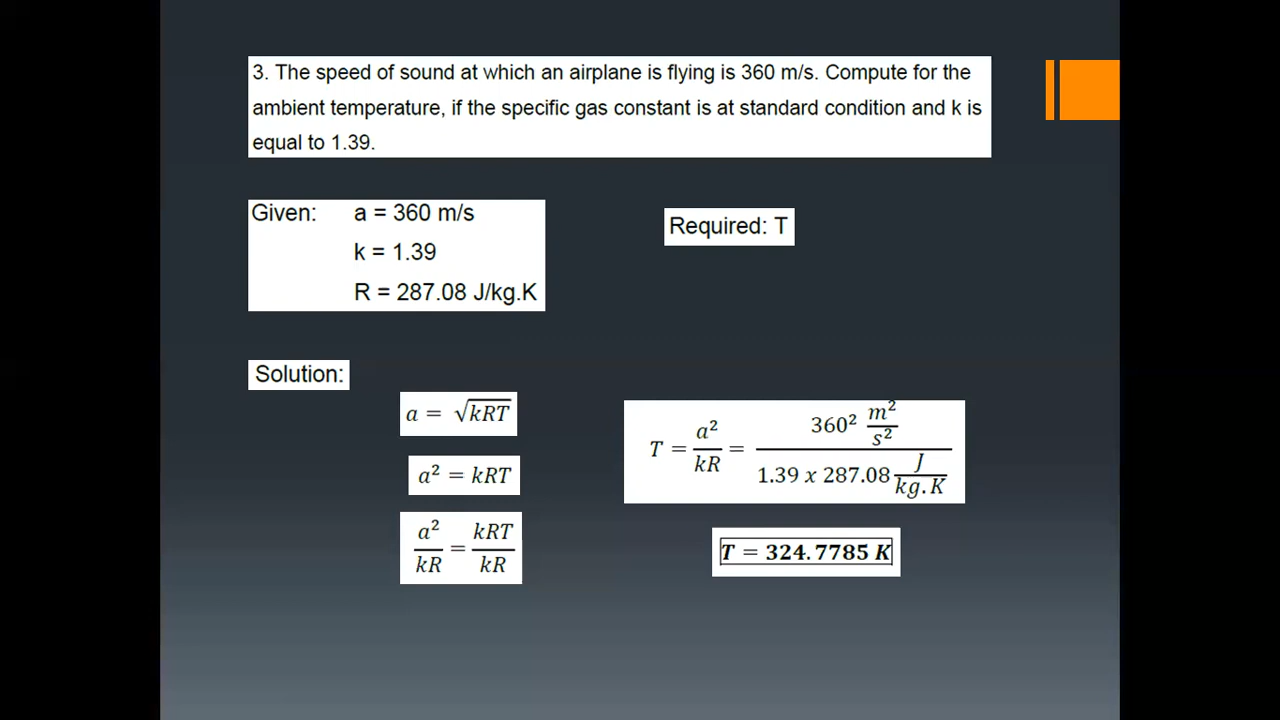 3. The speed of sound at which an airplane is flying is 360 m/s. Compute for the
ambient temperature, if the specific gas constant is at standard condition and k is
equal to 1.39.
Given: a = 360 m/s
k = 1.39
R = 287.08 J/kg.K
Required: T
Solution:
a = √kRT
a² = kRT
a²/kR = kRT/kR
T = a²/kR = 360² m²/s² / 1.39 x 287.08 J/kg.K
T = 324.7785 K